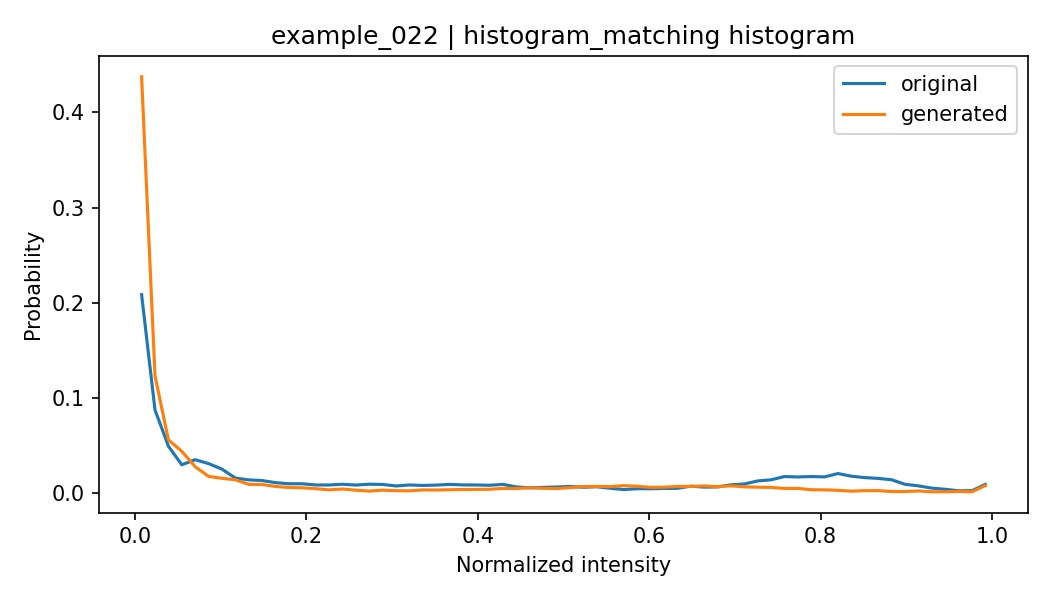 example_022 | histogram_matching histogram
original
generated
Probability
0.4
0.3
0.2
0.1
0.0
0.0 0.2 0.4 0.6 0.8 1.0
Normalized intensity